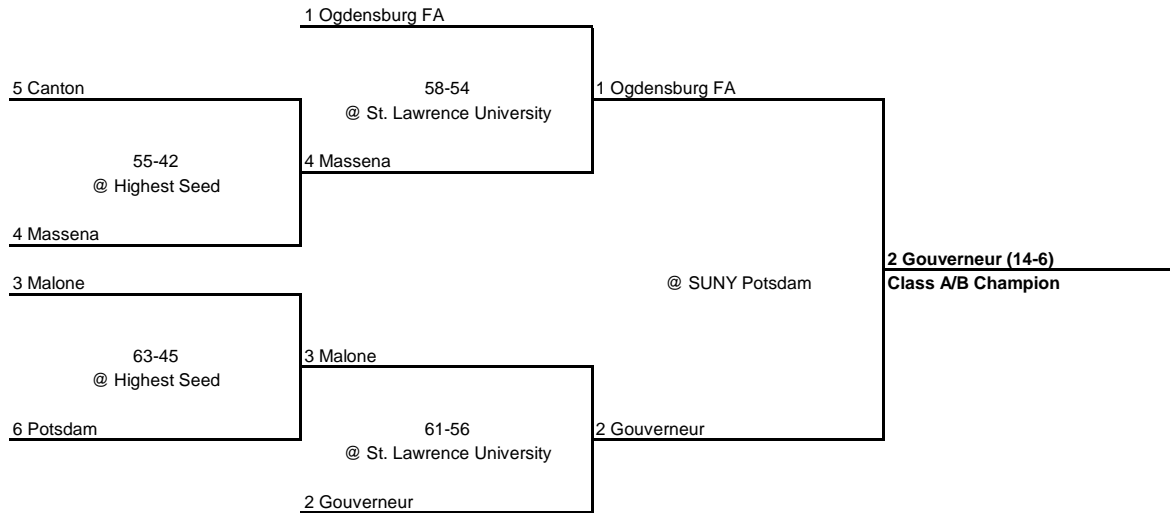 1 Ogdensburg FA
5 Canton
58-54
1 Ogdensburg FA
@ St. Lawrence University
55-42
4 Massena
@ Highest Seed
4 Massena
2 Gouverneur (14-6)
3 Malone
@ SUNY Potsdam
Class A/B Champion
63-45
3 Malone
@ Highest Seed
6 Potsdam
61-56
2 Gouverneur
@ St. Lawrence University
2 Gouverneur